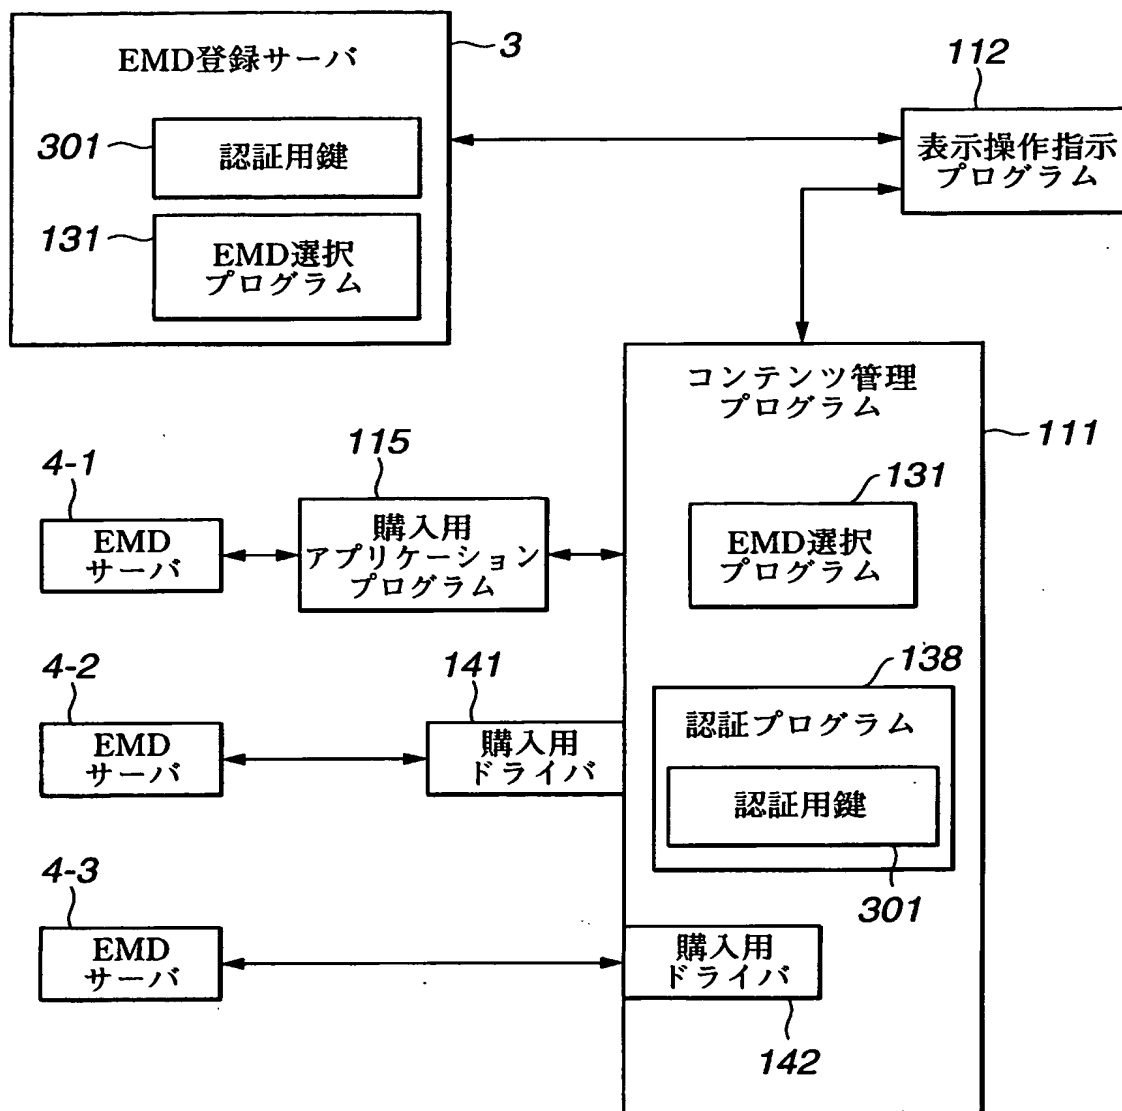 3
EMD登録サーバ
301
認証用鍵
131
EMD選択
プログラム
112
表示操作指示
プログラム
コンテンツ管理
プログラム
111
131
EMD選択
プログラム
138
認証プログラム
認証用鍵
301
4-1
EMD
サーバ
115
購入用
アプリケーション
プログラム
4-2
EMD
サーバ
141
購入用
ドライバ
4-3
EMD
サーバ
購入用
ドライバ
142